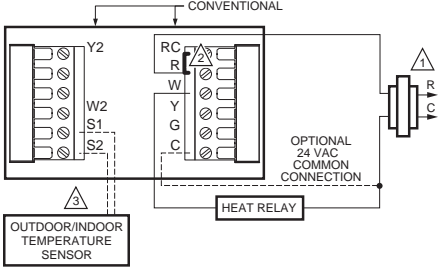 CONVENTIONAL
Y2
RC
R
2
1
W
R
W2
Y
C
S1
G
S2
C
OPTIONAL
24 VAC
COMMON
CONNECTION
3
HEAT RELAY
OUTDOOR/INDOOR
TEMPERATURE
SENSOR